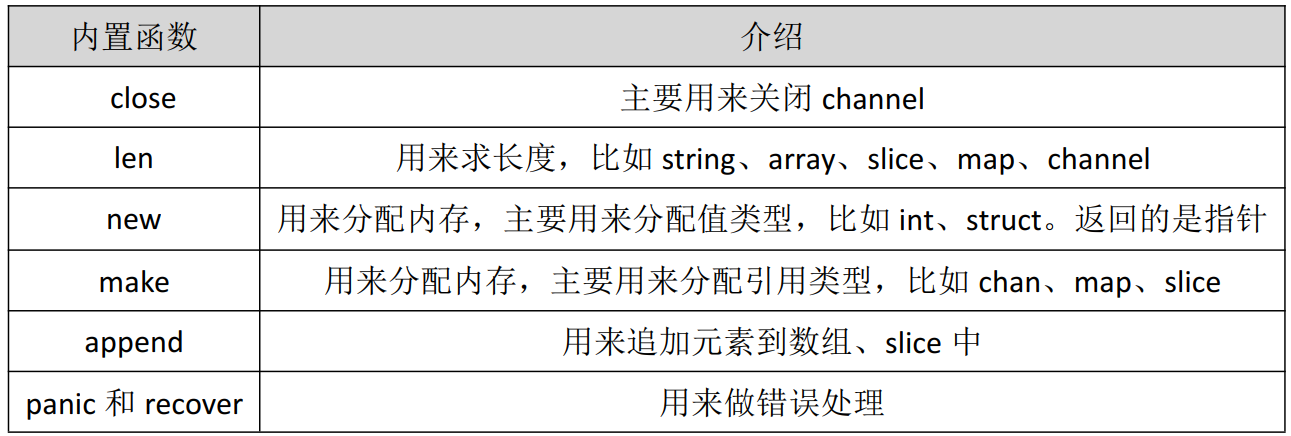 内置函数 介绍
close 主要用来关闭 channel
len 用来求长度，比如 string、array、slice、map、channel
new 用来分配内存，主要用来分配值类型，比如 int、struct。返回的是指针
make 用来分配内存，主要用来分配引用类型，比如 chan、map、slice
append 用来追加元素到数组、slice 中
panic 和 recover 用来做错误处理